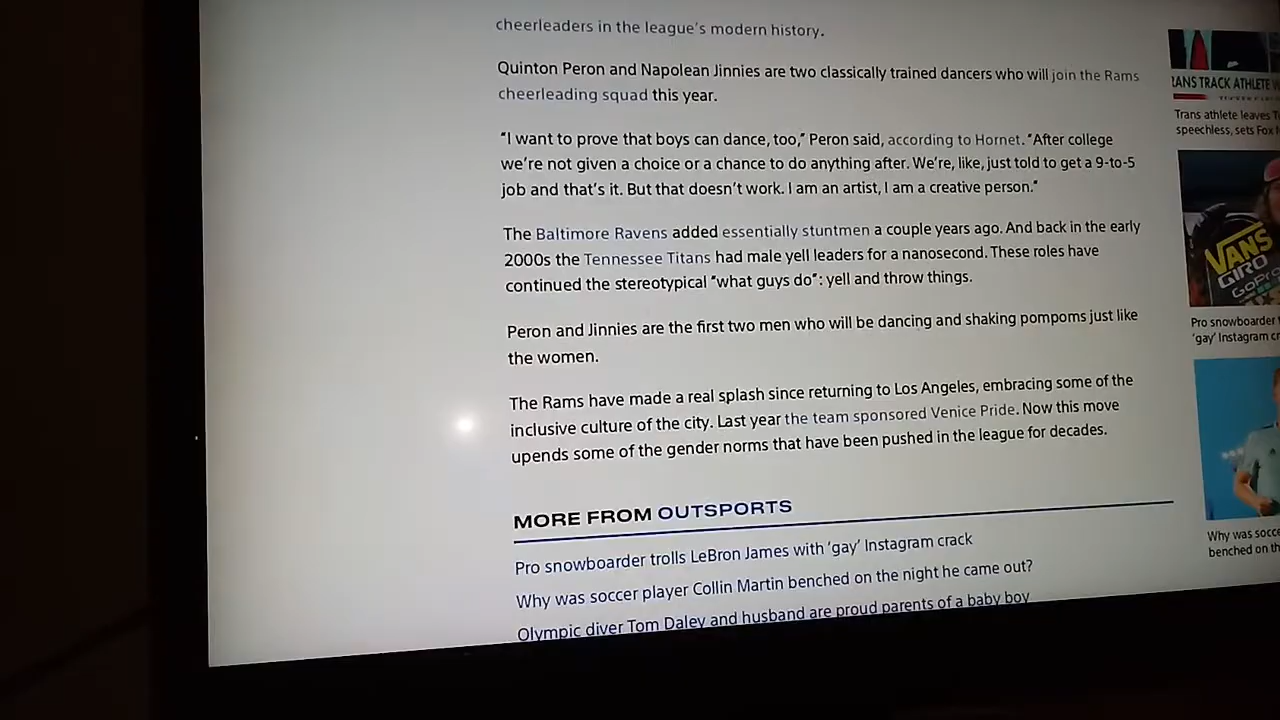 cheerleaders in the league's modern history.
Quinton Peron and Napolean Jinnies are two classically trained dancers who will join the Rams
cheerleading squad this year.
"I want to prove that boys can dance, too," Peron said, according to Hornet. "After college
we're not given a choice or a chance to do anything after. We're, like, just told to get a 9-to-5
job and that's it. But that doesn't work. I am an artist, I am a creative person."
The Baltimore Ravens added essentially stuntmen a couple years ago. And back in the early
2000s the Tennessee Titans had male yell leaders for a nanosecond. These roles have
continued the stereotypical "what guys do": yell and throw things.
Peron and Jinnies are the first two men who will be dancing and shaking pompoms just like
the women.
The Rams have made a real splash since returning to Los Angeles, embracing some of the
inclusive culture of the city. Last year the team sponsored Venice Pride. Now this move
upends some of the gender norms that have been pushed in the league for decades.
MORE FROM OUTSPORTS
Pro snowboarder trolls LeBron James with 'gay' Instagram crack
Why was soccer player Collin Martin benched on the night he came out?
Olympic diver Tom Daley and husband are proud parents of a baby boy
TRACK ATHLETE
Trans athlete leaves
speechless, sets Fox
VANS
GIRO
GoPro
Pro snowboarder
'gay' Instagram
Why was
benched on